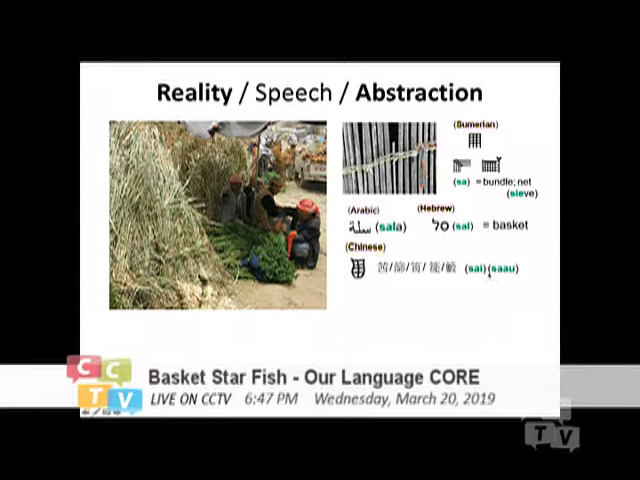 Reality / Speech / Abstraction
(Sumerian)
(sa) = bundle; net
(sieve)
(Arabic) (Hebrew)
سلة (sala) סל (sal) = basket
(Chinese)
(sai)(saau)
CCTV
Basket Star Fish - Our Language CORE
LIVE ON CCTV 6:47 PM Wednesday, March 20, 2019
TV